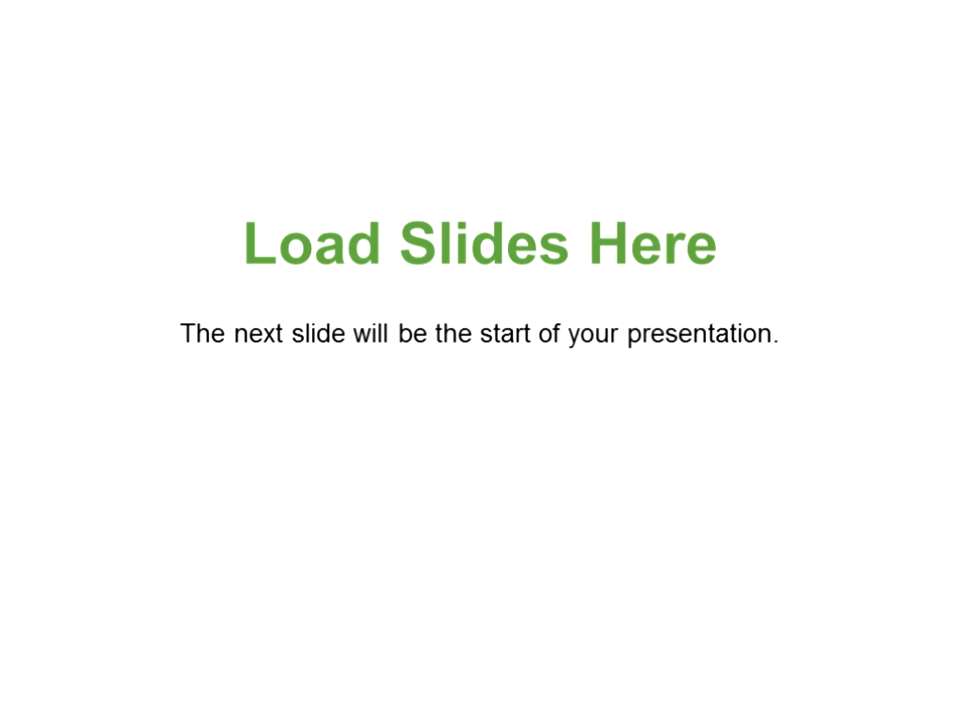 Load Slides Here
The next slide will be the start of your presentation.